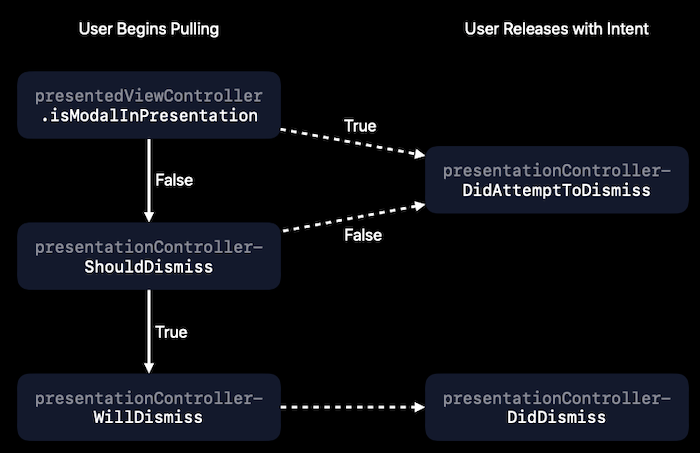 User Begins Pulling
User Releases with Intent
presentedViewController
.isModalInPresentation
True
presentationController–
DidAttemptToDismiss
False
False
presentationController–
ShouldDismiss
True
presentationController–
WillDismiss
presentationController–
DidDismiss